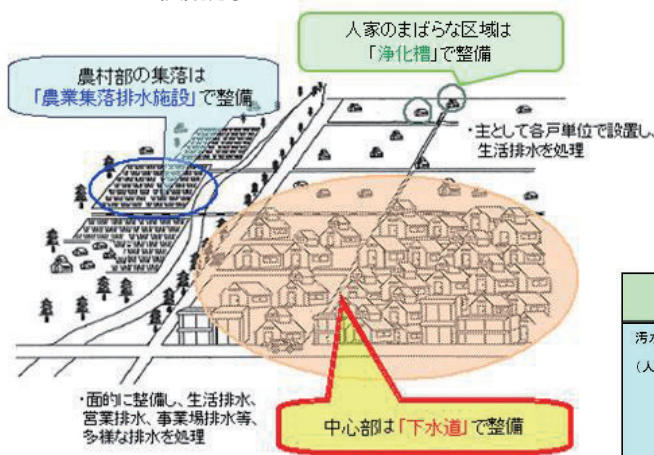 人家のまばらな区域は
「浄化槽」で整備
農村部の集落は
「農業集落排水施設」で整備
・主として各戸単位で設置し、
生活排水を処理
汚水
（人
・面的に整備し、生活排水、
営業排水、事業場排水等、
多様な排水を処理
中心部は「下水道」で整備